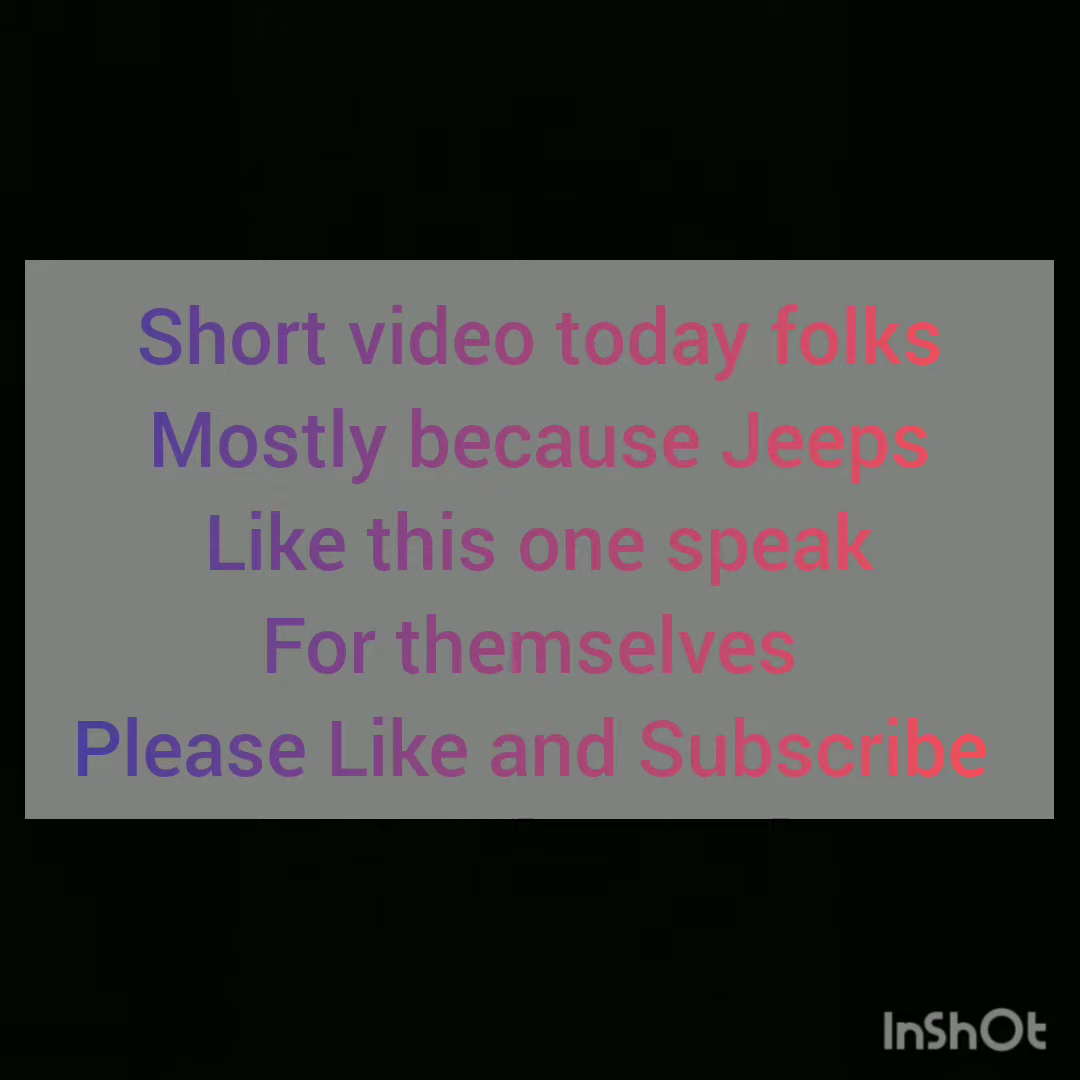 Short video today folks
Mostly because Jeeps
Like this one speak
For themselves
Please Like and Subscribe
InShOt